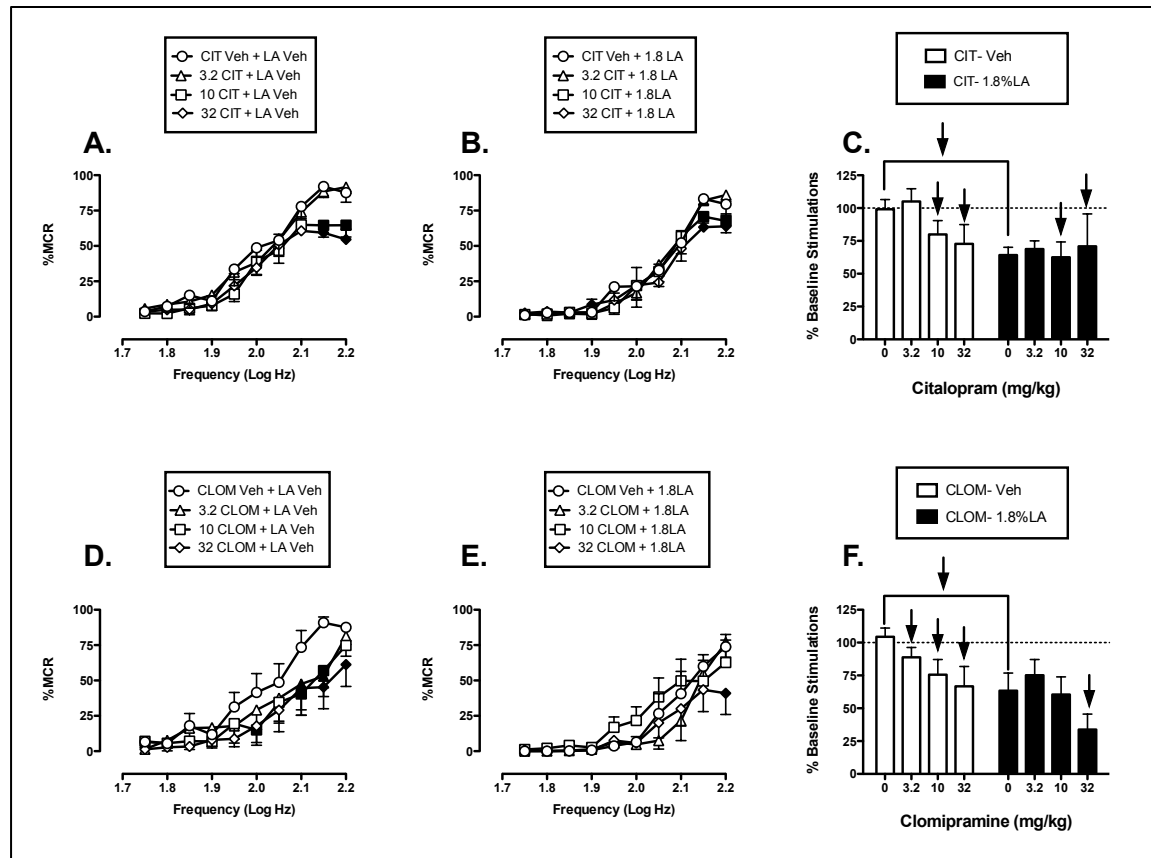 CIT Veh + LA Veh
3.2 CIT + LA Veh
10 CIT + LA Veh
32 CIT + LA Veh
CIT Veh + 1.8 LA
3.2 CIT + 1.8 LA
10 CIT + 1.8LA
32 CIT + 1.8 LA
CIT- Veh
CIT- 1.8%LA
A.
B.
C.
%MCR
100
75
50
25
0
1.7 1.8 1.9 2.0 2.1 2.2
Frequency (Log Hz)
%MCR
100
75
50
25
0
1.7 1.8 1.9 2.0 2.1 2.2
Frequency (Log Hz)
% Baseline Stimulations
125
100
75
50
25
0
0 3.2 10 32 0 3.2 10 32
Citalopram (mg/kg)
CLOM Veh + LA Veh
3.2 CLOM + LA Veh
10 CLOM + LA Veh
32 CLOM + LA Veh
CLOM Veh + 1.8LA
3.2 CLOM + 1.8LA
10 CLOM + 1.8LA
32 CLOM + 1.8LA
CLOM- Veh
CLOM- 1.8%LA
D.
E.
F.
%MCR
100
75
50
25
0
1.7 1.8 1.9 2.0 2.1 2.2
Frequency (Log Hz)
%MCR
100
75
50
25
0
1.7 1.8 1.9 2.0 2.1 2.2
Frequency (Log Hz)
% Baseline Stimulations
125
100
75
50
25
0
0 3.2 10 32 0 3.2 10 32
Clomipramine (mg/kg)